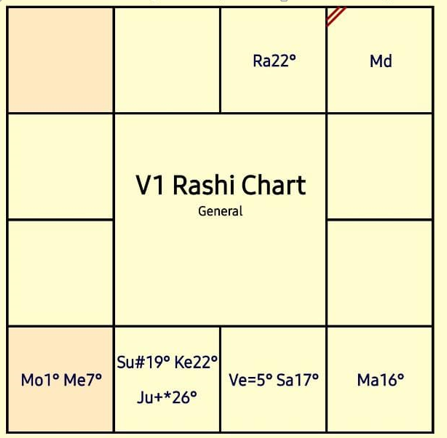 Ra22°
Md
V1 Rashi Chart
General
Mo1° Me7°
Su#19° Ke22°
Ju+*26°
Ve=5° Sa17°
Ma16°